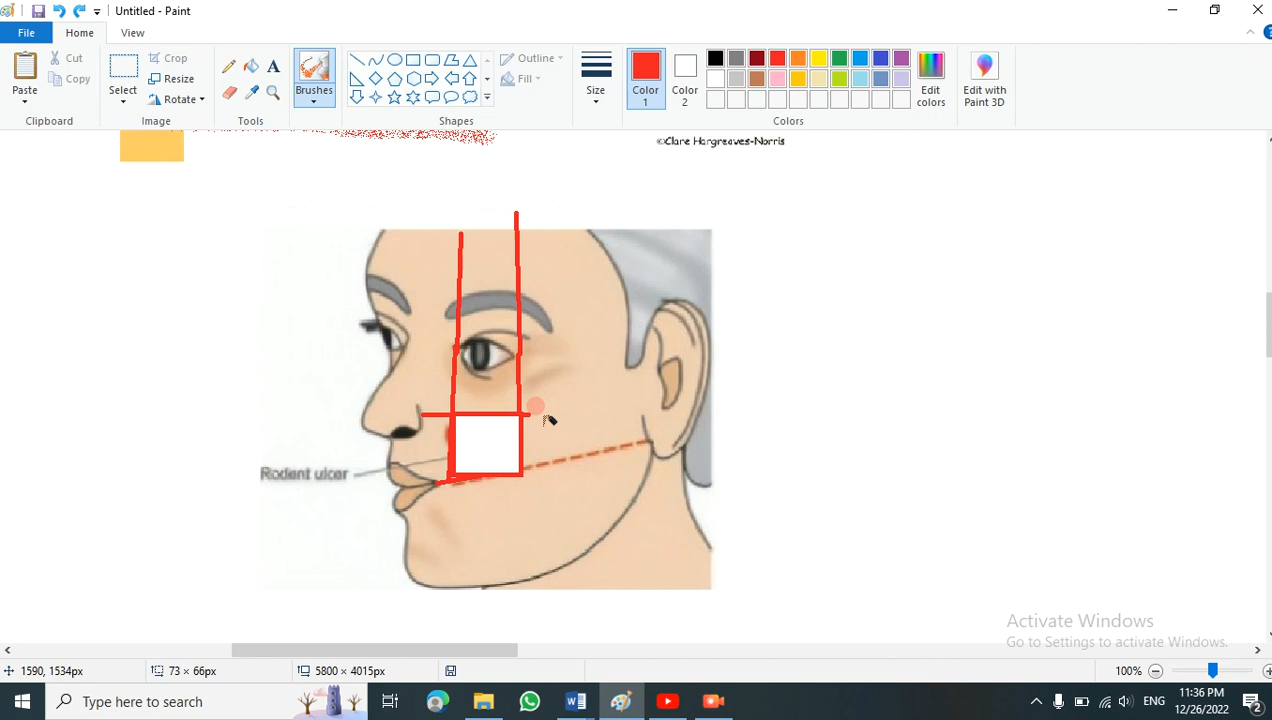 Untitled - Paint
File
Home
View
Cut
Copy
Paste
Clipboard
Crop
Resize
Rotate
Select
Image
A
Tools
Brushes
Outline
Fill
Shapes
Size
Color 1
Color 2
Edit colors
Edit with Paint 3D
Colors
©Clare Hargreaves-Norris
Rodent ulcer
Activate Windows
Go to Settings to activate Windows.
1590, 1534px
73 × 66px
5800 × 4015px
100%
Type here to search
ENG
11:36 PM
12/26/2022
2